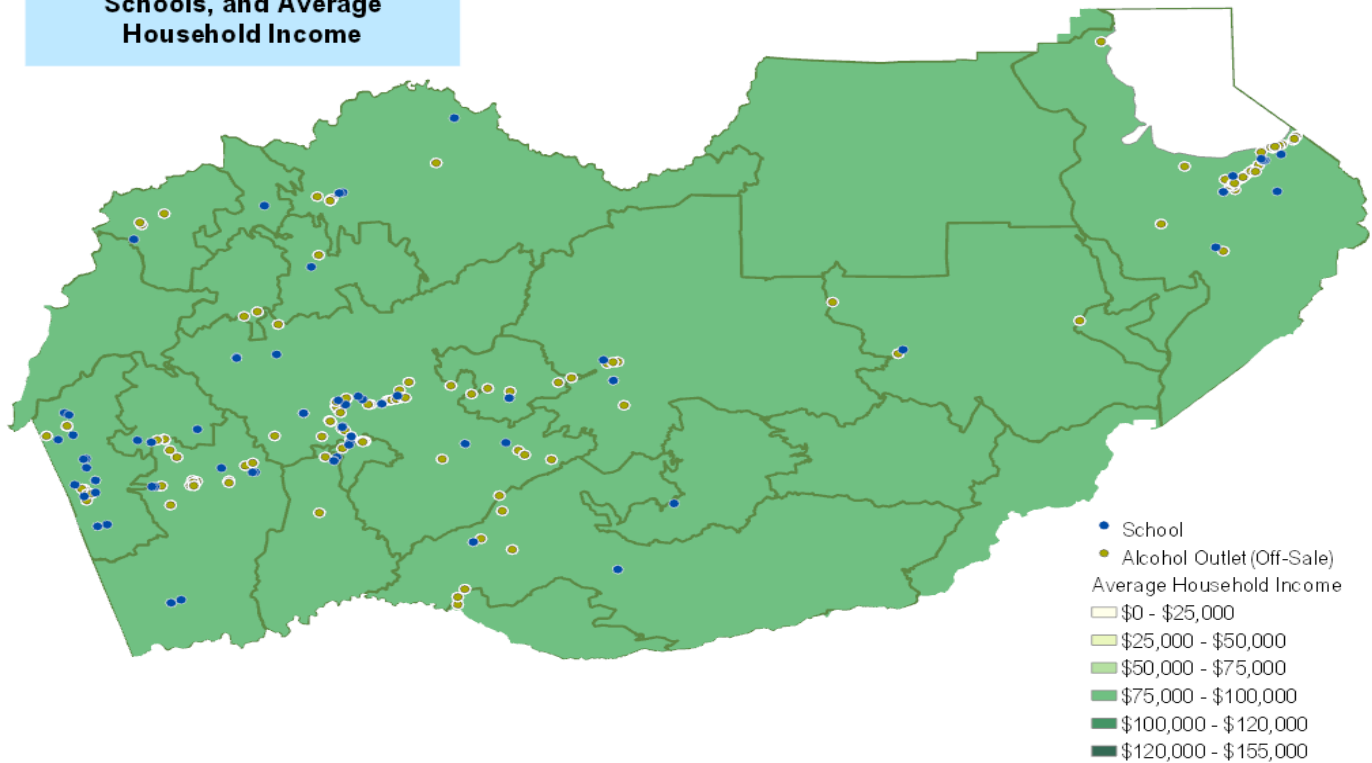 Schools, and Average
Household Income
School
Alcohol Outlet (Off-Sale)
Average Household Income
$0 - $25,000
$25,000 - $50,000
$50,000 - $75,000
$75,000 - $100,000
$100,000 - $120,000
$120,000 - $155,000